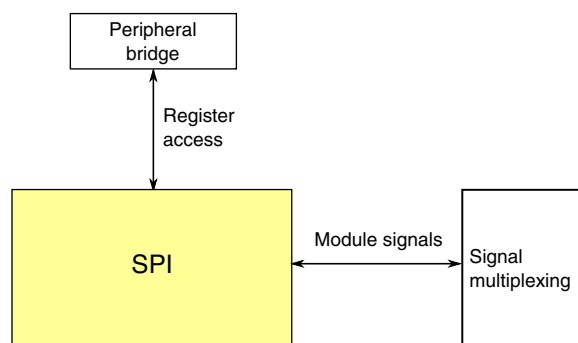 Peripheral
bridge
Register
access
SPI
Module signals
Signal
multiplexing